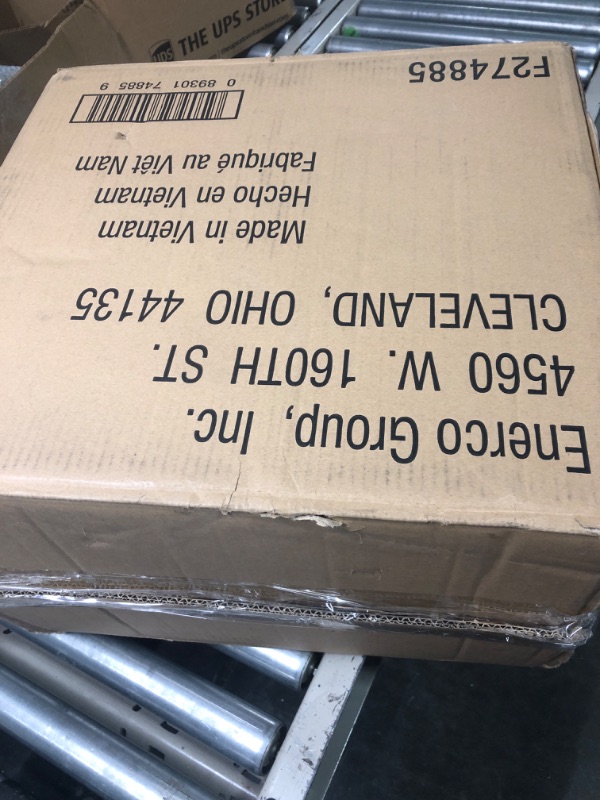 Enerco Group, Inc.
4560 W. 160TH ST.
CLEVELAND, OHIO 44135
Made in Vietnam
Hecho en Vietnam
Fabriqué au Việt Nam
F274885
0 89301 74885 9
UPS THE UPS STORE